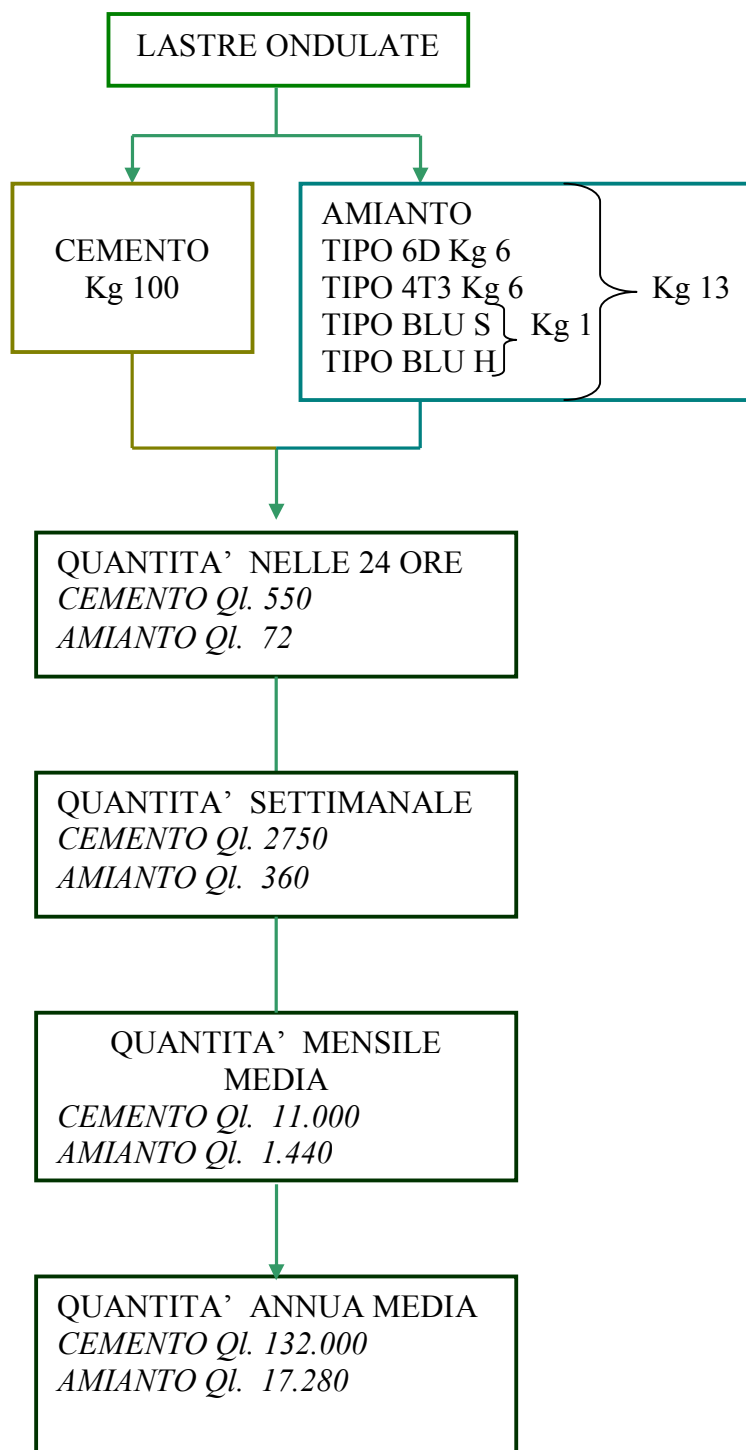 LASTRE ONDULATE
CEMENTO
Kg 100
AMIANTO
TIPO 6D Kg 6
TIPO 4T3 Kg 6
TIPO BLU S
TIPO BLU H
Kg 1
Kg 13
QUANTITA’ NELLE 24 ORE
CEMENTO Ql. 550
AMIANTO Ql. 72
QUANTITA’ SETTIMANALE
CEMENTO Ql. 2750
AMIANTO Ql. 360
QUANTITA’ MENSILE
MEDIA
CEMENTO Ql. 11.000
AMIANTO Ql. 1.440
QUANTITA’ ANNUA MEDIA
CEMENTO Ql. 132.000
AMIANTO Ql. 17.280